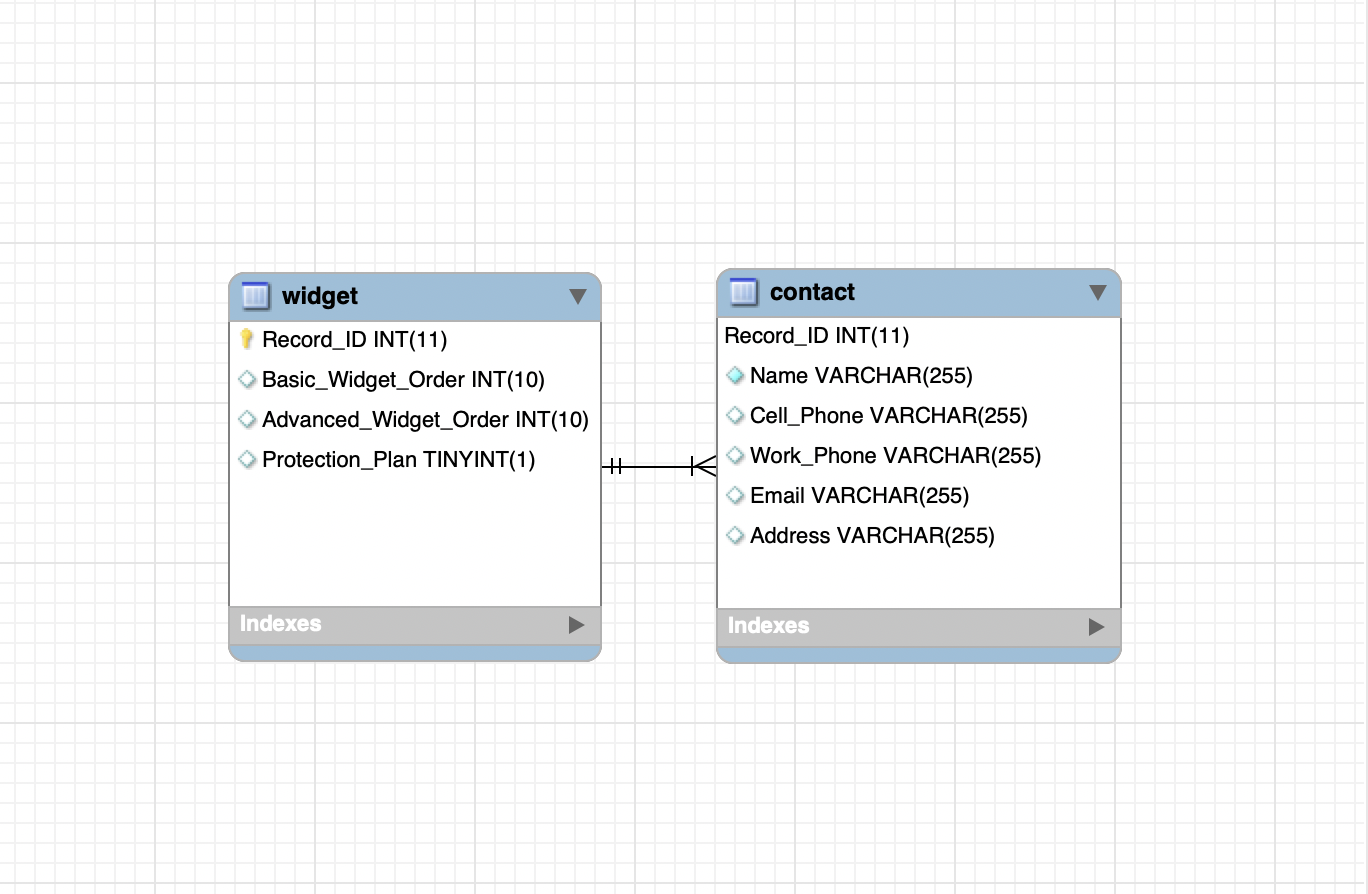 widget
Record_ID INT(11)
Basic_Widget_Order INT(10)
Advanced_Widget_Order INT(10)
Protection_Plan TINYINT(1)
Indexes
contact
Record_ID INT(11)
Name VARCHAR(255)
Cell_Phone VARCHAR(255)
Work_Phone VARCHAR(255)
Email VARCHAR(255)
Address VARCHAR(255)
Indexes